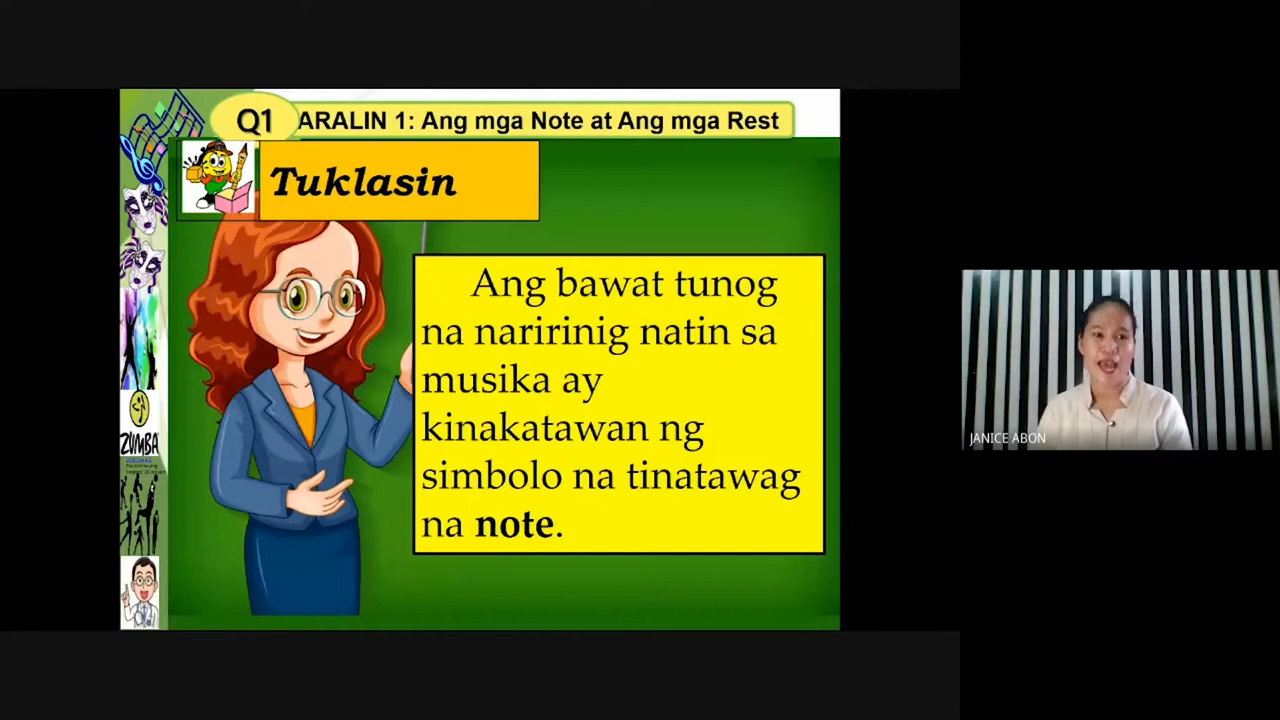 Q1
ARALIN 1: Ang mga Note at Ang mga Rest
Tuklasin
Ang bawat tunog
na naririnig natin sa
musika ay
kinakatawan ng
simbolo na tinatawag
na note.
ZUMBA
JANICE ABON